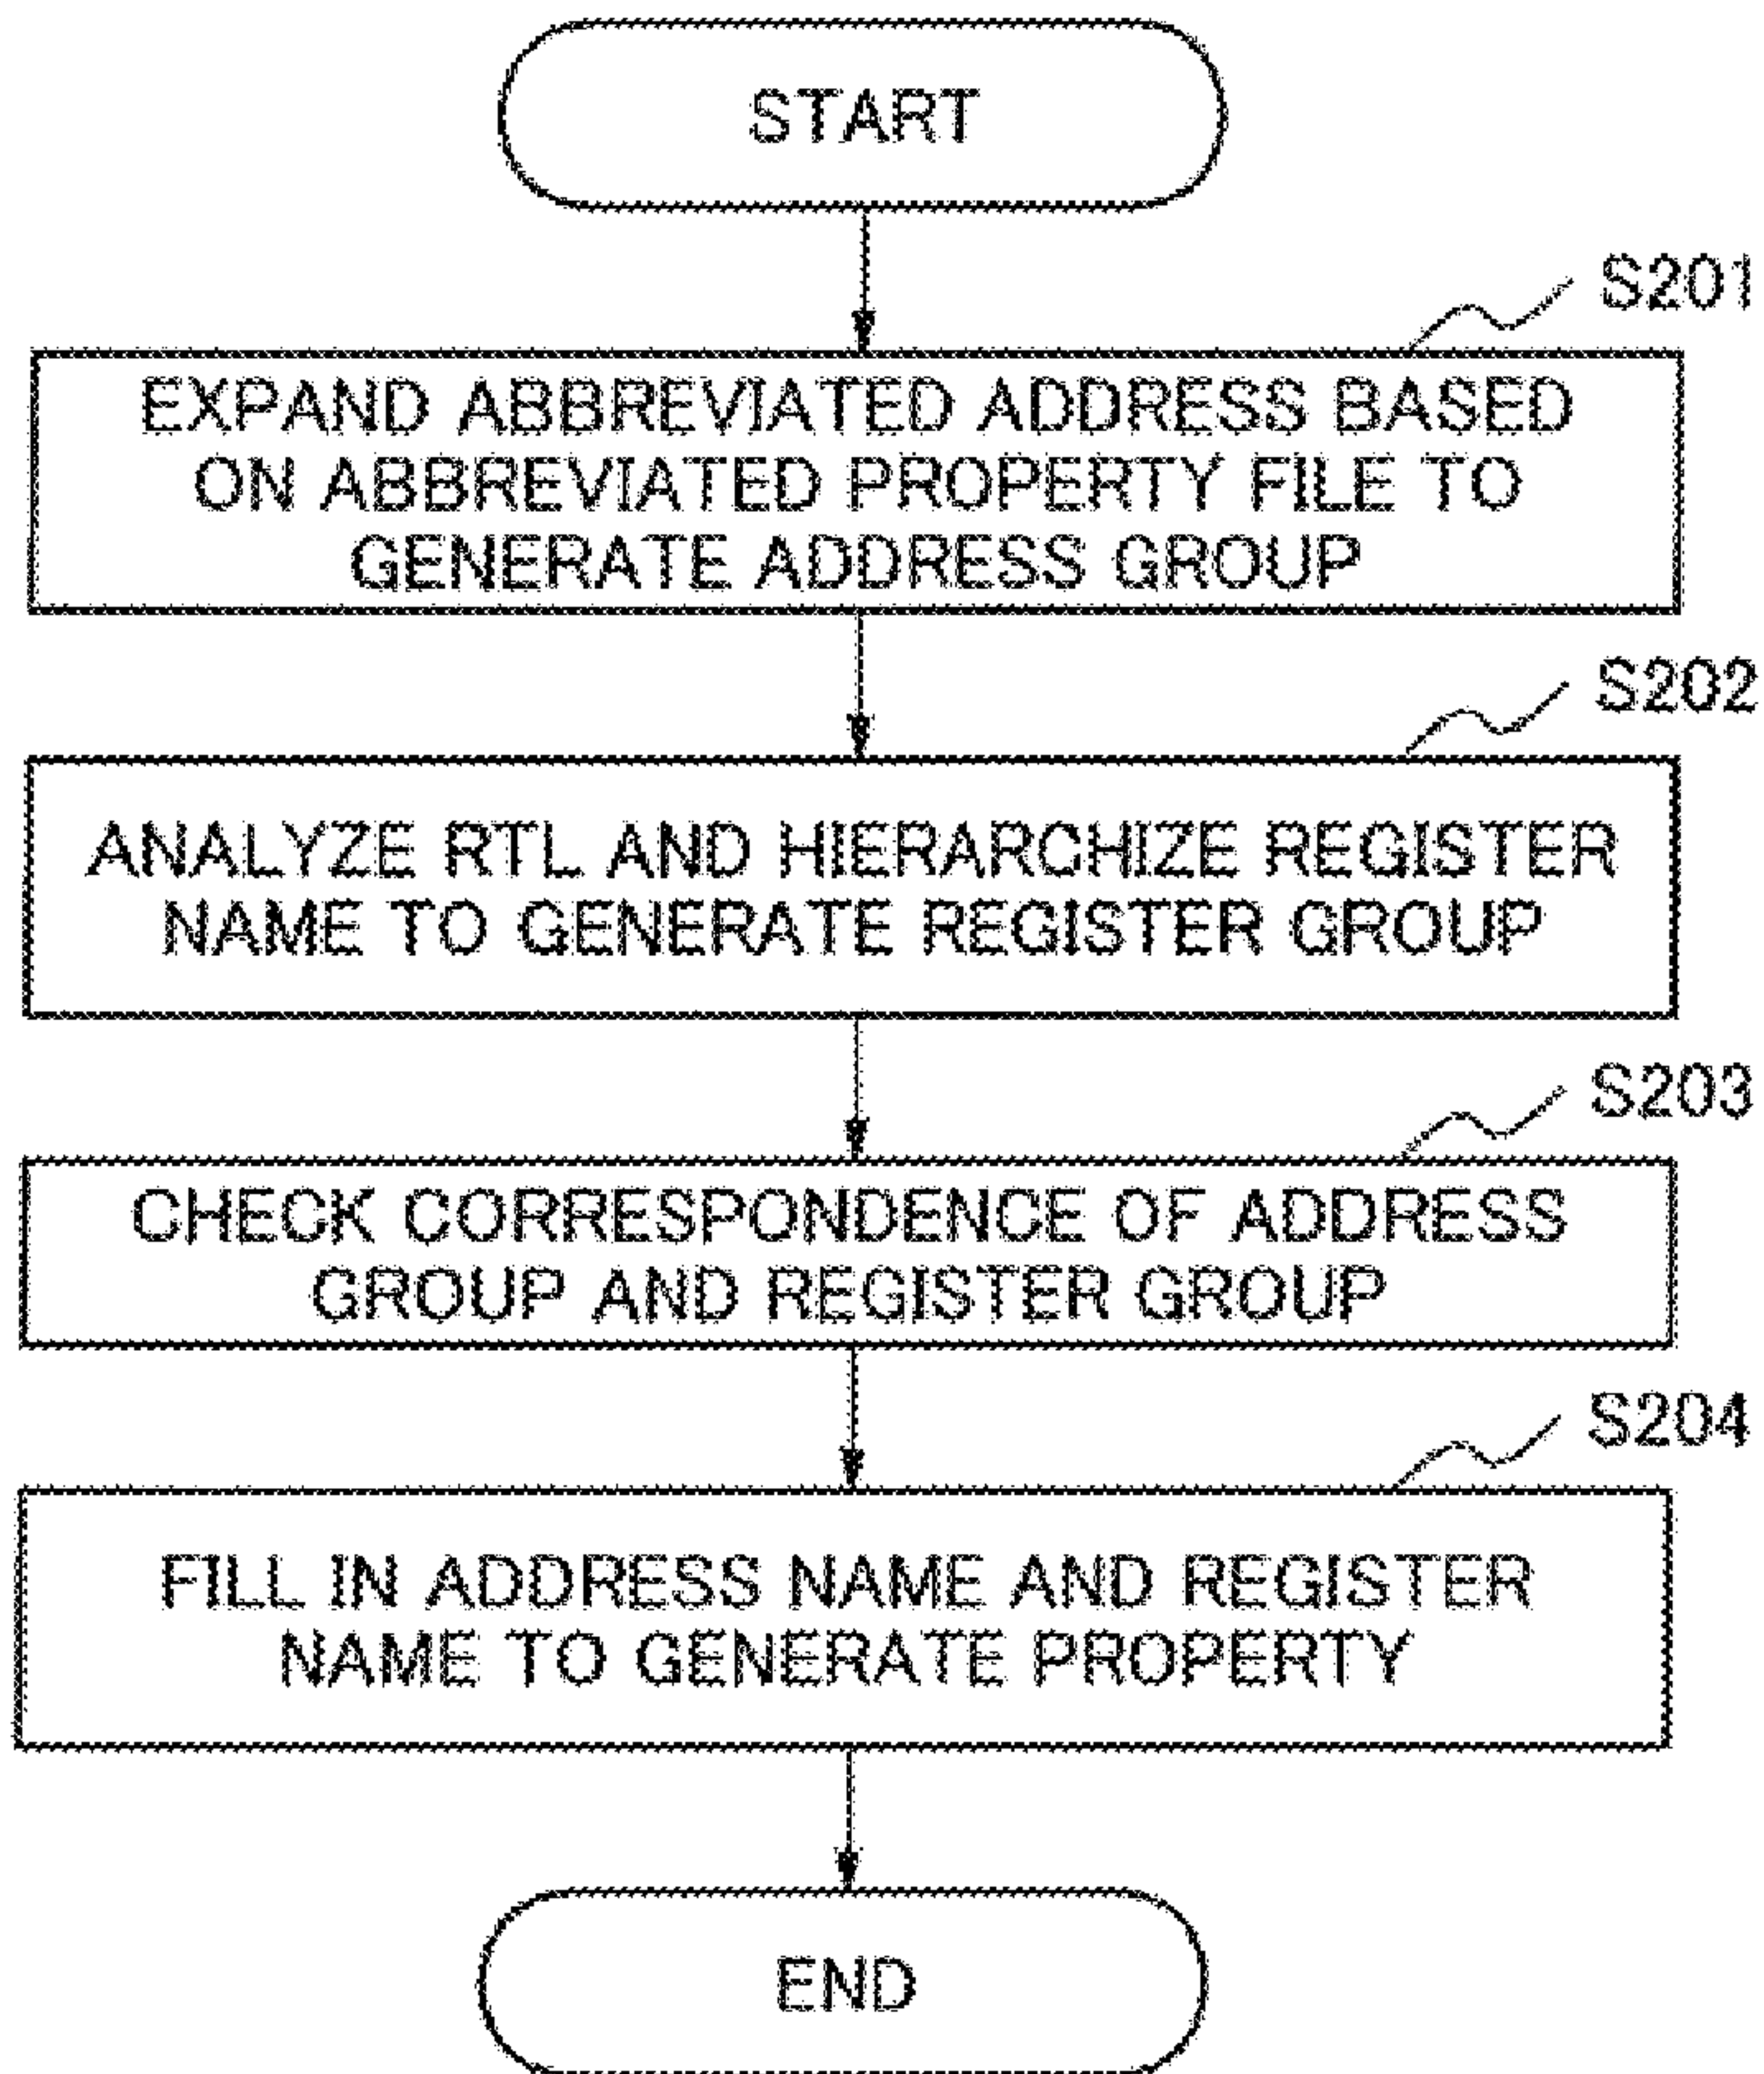 START
S201
EXPAND ABBREVIATED ADDRESS BASED
ON ABBREVIATED PROPERTY FILE TO
GENERATE ADDRESS GROUP
S202
ANALYZE RTL AND HIERARCHIZE REGISTER
NAME TO GENERATE REGISTER GROUP
S203
CHECK CORRESPONDENCE OF ADDRESS
GROUP AND REGISTER GROUP
S204
FILL IN ADDRESS NAME AND REGISTER
NAME TO GENERATE PROPERTY
END